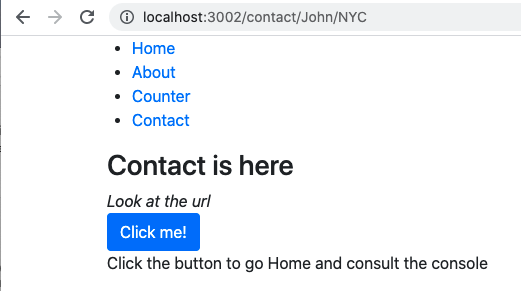 localhost:3002/contact/John/NYC
Home
About
Counter
Contact
Contact is here
Look at the url
Click me!
Click the button to go Home and consult the console